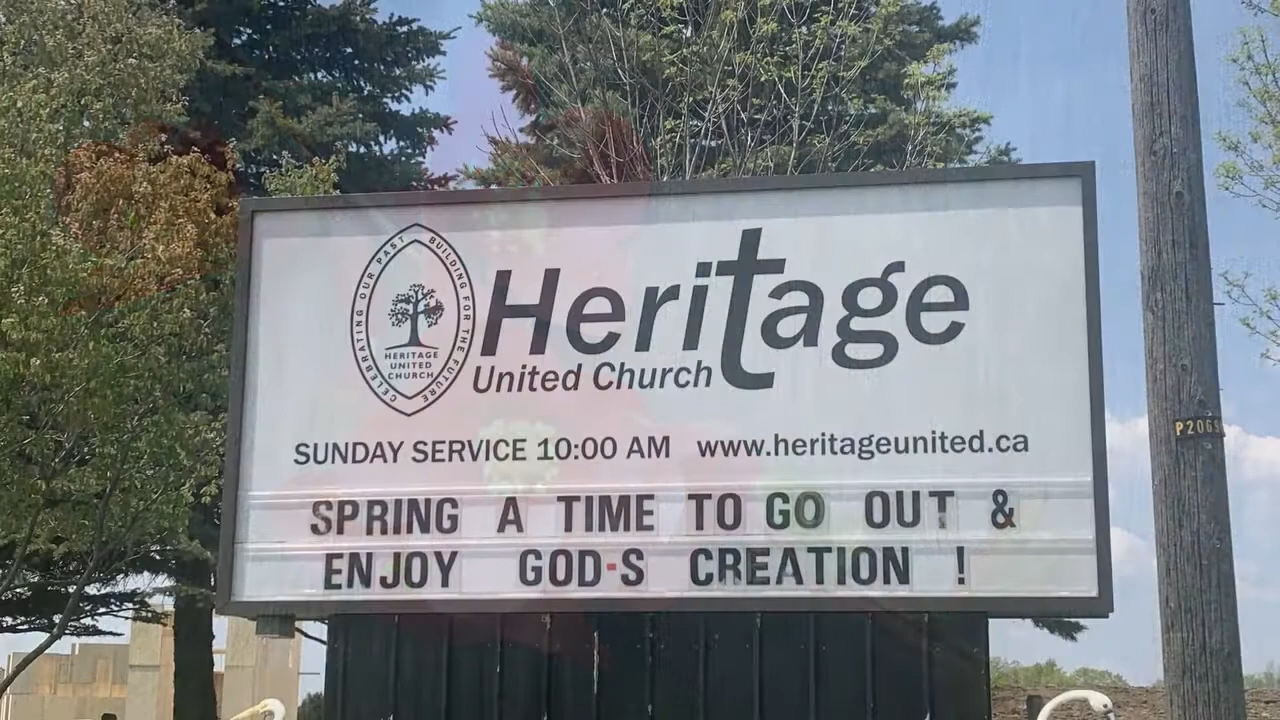 CELEBRATING OUR PAST BUILDING FOR THE FUTURE
HERITAGE
UNITED
CHURCH
Heritage
United Church
SUNDAY SERVICE 10:00 AM www.heritageunited.ca
SPRING A TIME TO GO OUT &
ENJOY GOD-S CREATION !